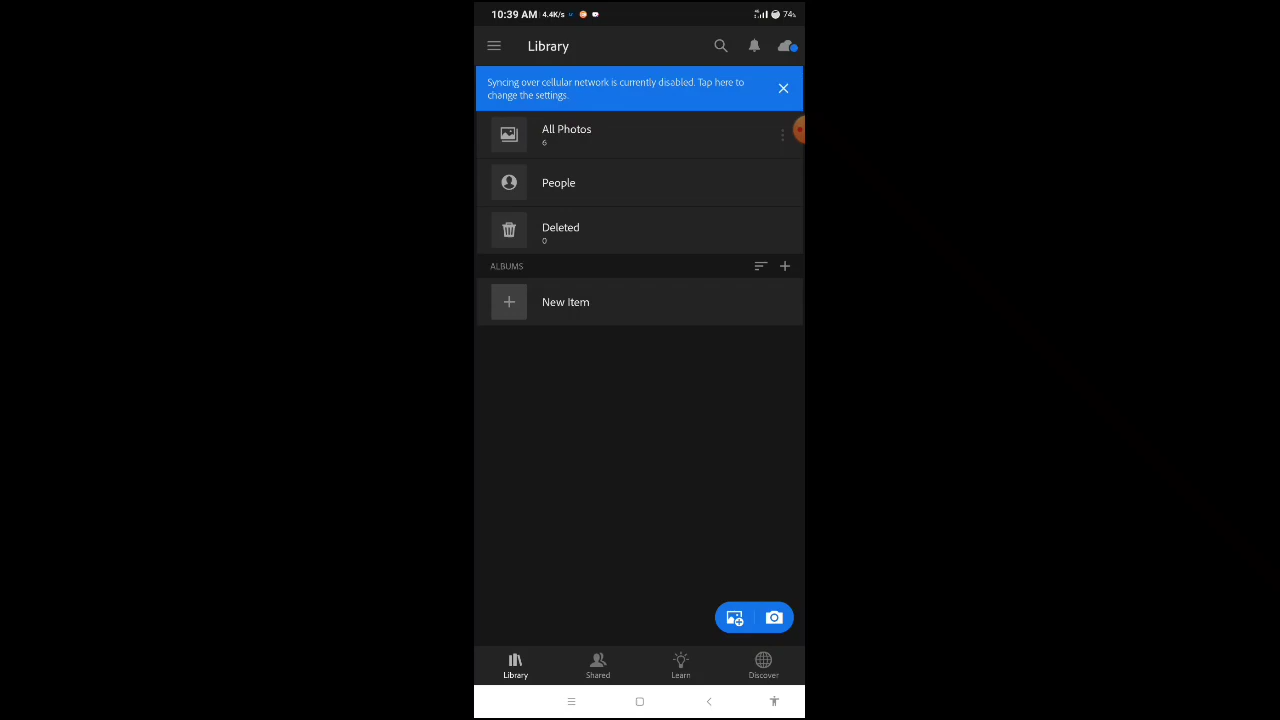 10:39 AM 4.4K/s 74%
Library
Syncing over cellular network is currently disabled. Tap here to
change the settings.
All Photos
6
People
Deleted
0
ALBUMS
New Item
Library Shared Learn Discover